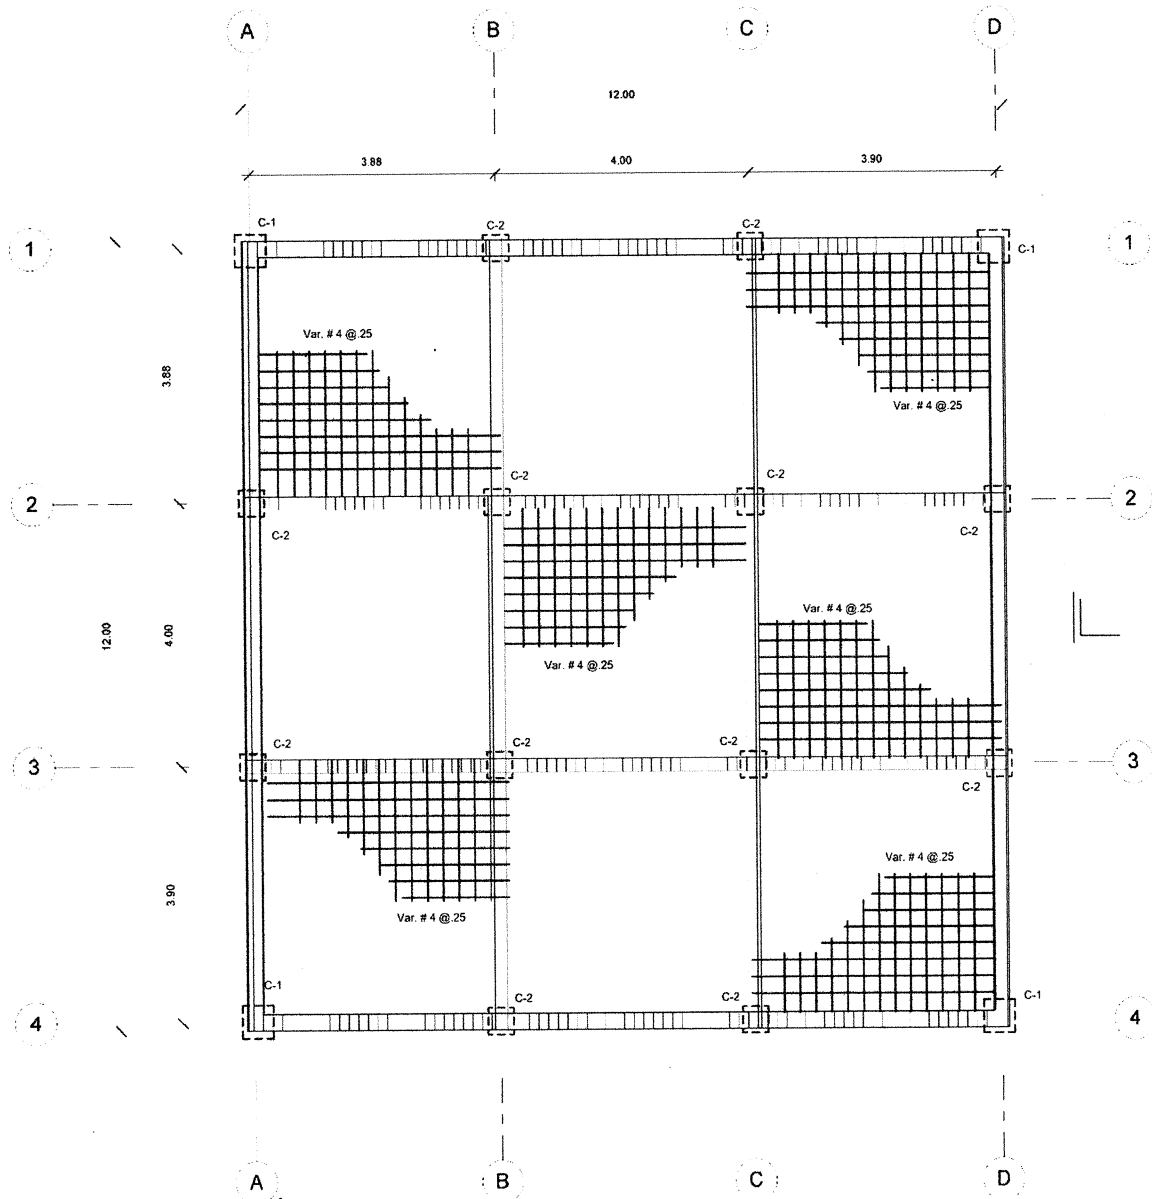 A B C D
12.00
3.88 4.00 3.90
C-1 C-2 C-2
1 C-1 1
Var. # 4 @.25
3.88
Var. # 4 @.25
C-2 C-2
2 2
C-2 C-2
Var. # 4 @.25
12.00 4.00
Var. # 4 @.25
C-2 C-2 C-2
3 3
C-2
Var. # 4 @.25
3.90
Var. # 4 @.25
C-1 C-2 C-2 C-1
4 4
A B C D